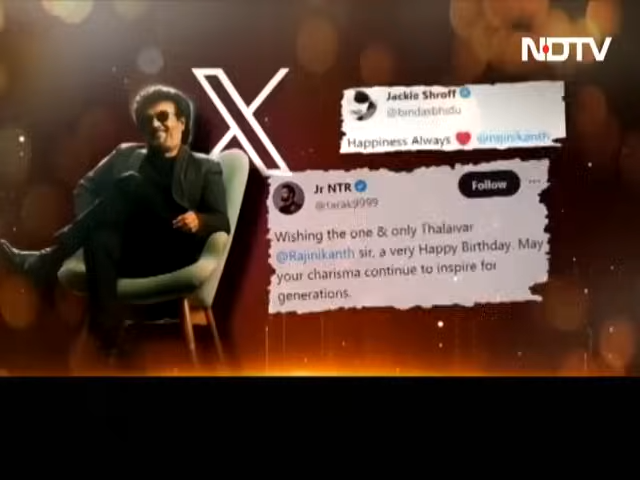 NDTV
X
Jackie Shroff
@bindasbhidu
Happiness Always ❤ @rajinikanth
Jr NTR
Follow
@tarak9999
Wishing the one & only Thalaivar
@Rajinikanth sir, a very Happy Birthday. May
your charisma continue to inspire for
generations.